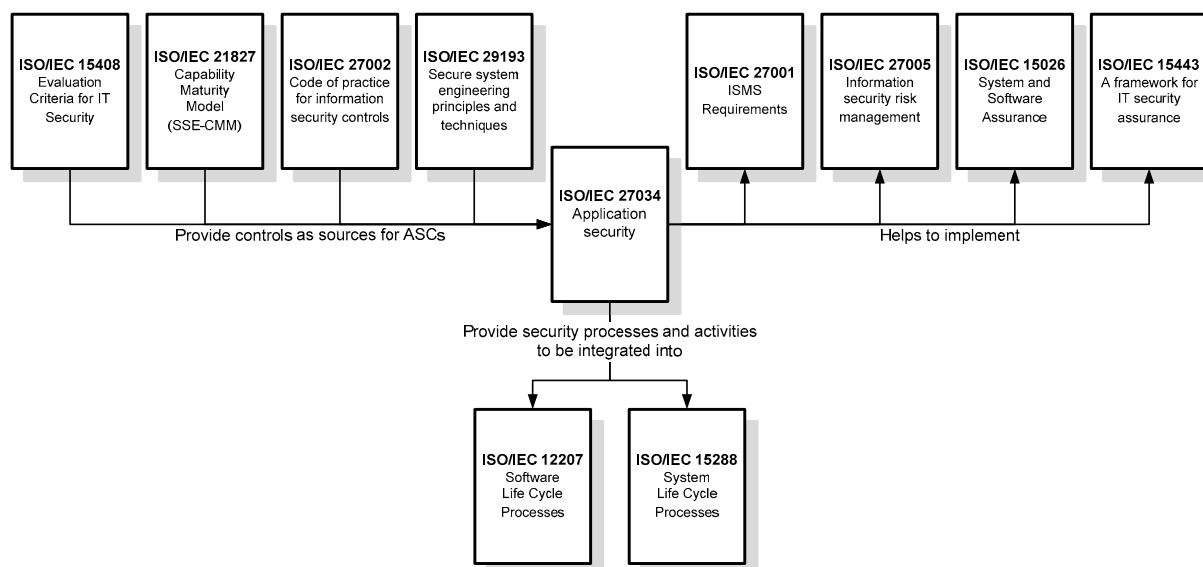 ISO/IEC 15408
Evaluation
Criteria for IT
Security
ISO/IEC 21827
Capability
Maturity
Model
(SSE-CMM)
ISO/IEC 27002
Code of practice
for information
security controls
ISO/IEC 29193
Secure system
engineering
principles and
techniques
ISO/IEC 27001
ISMS
Requirements
ISO/IEC 27005
Information
security risk
management
ISO/IEC 15026
System and
Software
Assurance
ISO/IEC 15443
A framework for
IT security
assurance
ISO/IEC 27034
Application
security
Provide controls as sources for ASCs
Helps to implement
Provide security processes and activities
to be integrated into
ISO/IEC 12207
Software
Life Cycle
Processes
ISO/IEC 15288
System
Life Cycle
Processes